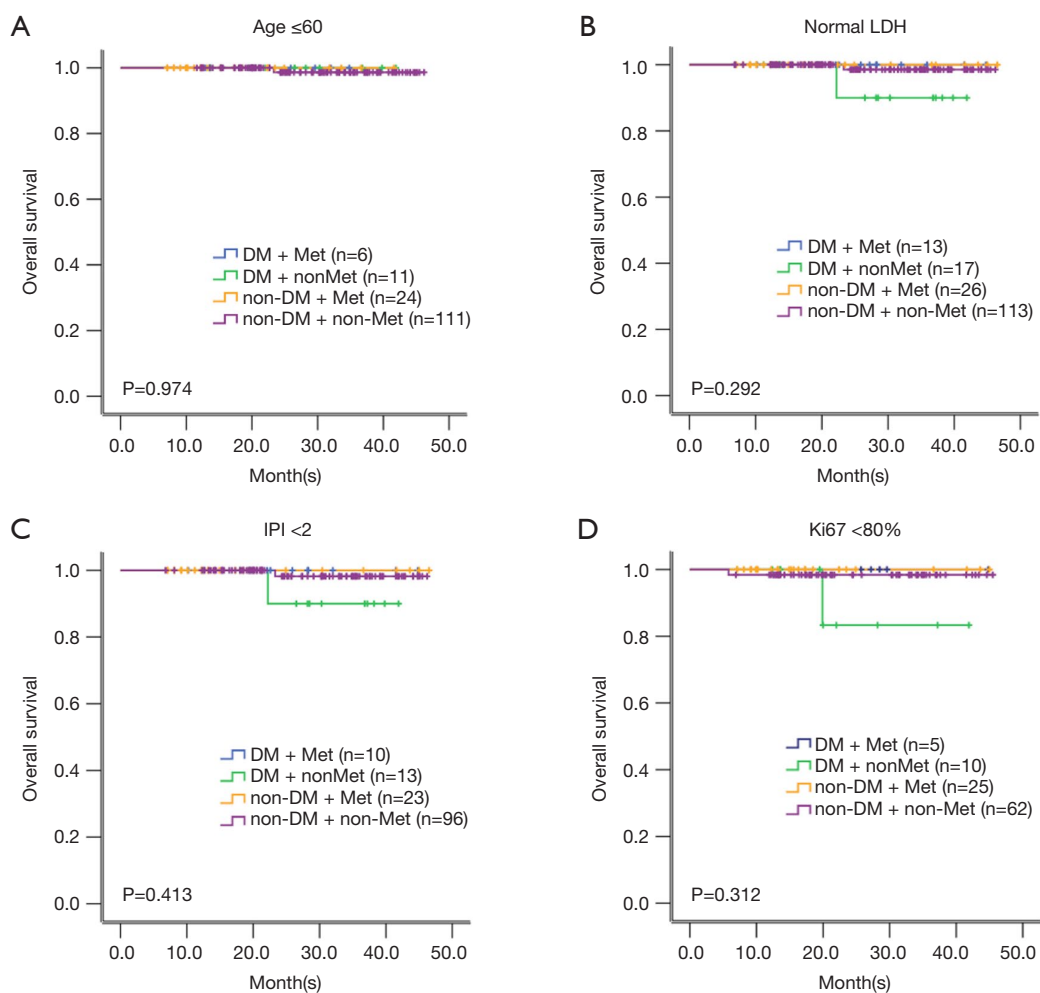 A
Age ≤60
Overall survival
1.0
0.8
0.6
0.4
0.2
0.0
DM + Met (n=6)
DM + nonMet (n=11)
non-DM + Met (n=24)
non-DM + non-Met (n=111)
P=0.974
0.0 10.0 20.0 30.0 40.0 50.0
Month(s)
B
Normal LDH
Overall survival
1.0
0.8
0.6
0.4
0.2
0.0
DM + Met (n=13)
DM + nonMet (n=17)
non-DM + Met (n=26)
non-DM + non-Met (n=113)
P=0.292
0.0 10.0 20.0 30.0 40.0 50.0
Month(s)
C
IPI <2
Overall survival
1.0
0.8
0.6
0.4
0.2
0.0
DM + Met (n=10)
DM + nonMet (n=13)
non-DM + Met (n=23)
non-DM + non-Met (n=96)
P=0.413
0.0 10.0 20.0 30.0 40.0 50.0
Month(s)
D
Ki67 <80%
Overall survival
1.0
0.8
0.6
0.4
0.2
0.0
DM + Met (n=5)
DM + nonMet (n=10)
non-DM + Met (n=25)
non-DM + non-Met (n=62)
P=0.312
0.0 10.0 20.0 30.0 40.0 50.0
Month(s)